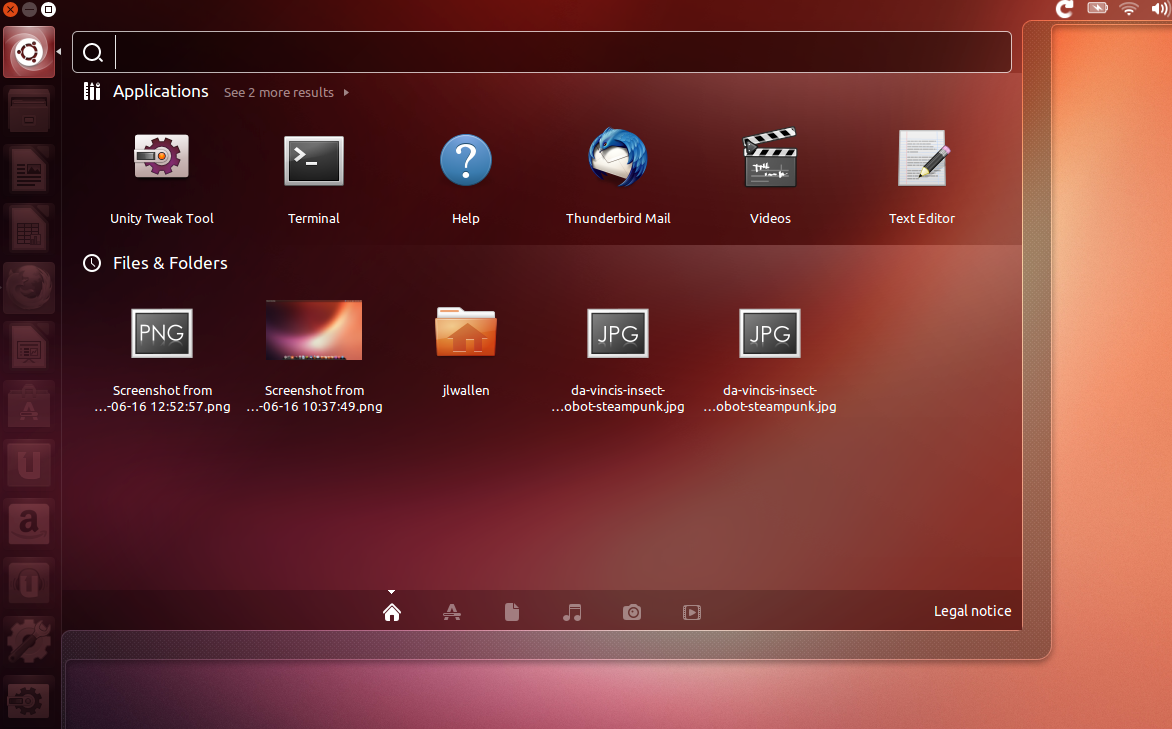 Applications See 2 more results
Unity Tweak Tool
Terminal
Help
Thunderbird Mail
Videos
Text Editor
Files & Folders
PNG
JPG
JPG
Screenshot from
...-06-16 12:52:57.png
Screenshot from
...-06-16 10:37:49.png
jlwallen
da-vincis-insect-
...obot-steampunk.jpg
da-vincis-insect-
...obot-steampunk.jpg
Legal notice